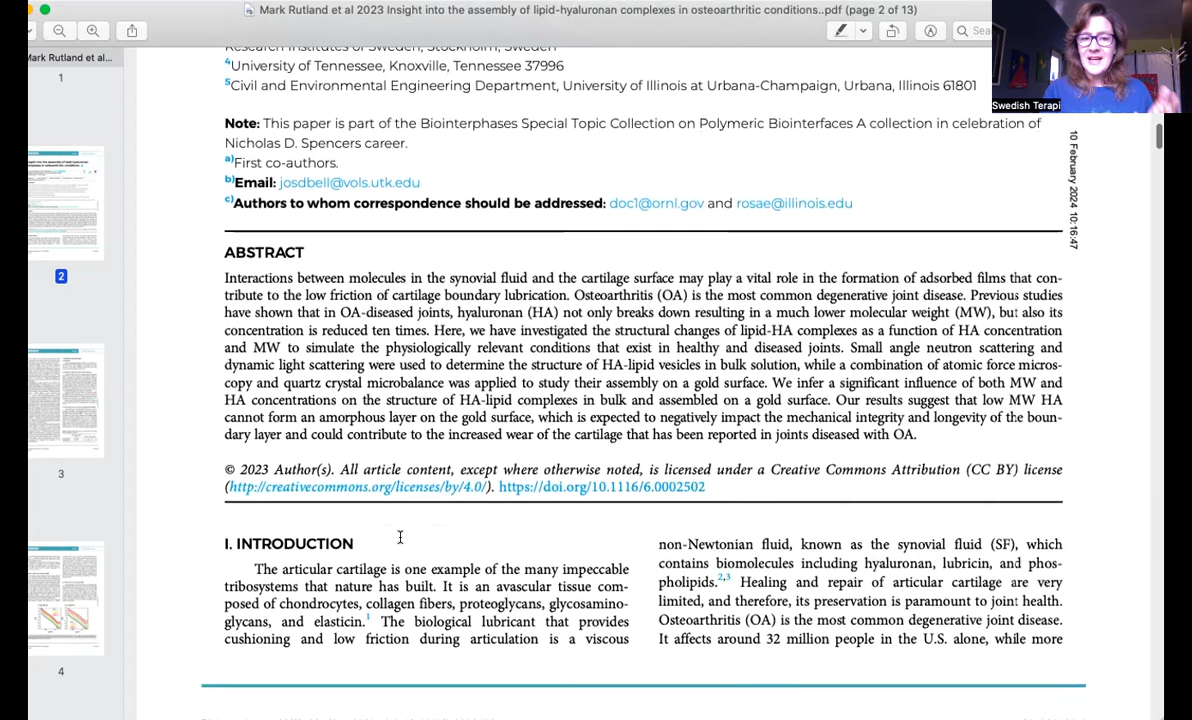 Mark Rutland et al 2023 Insight into the assembly of lipid-hyaluronan complexes in osteoarthritic conditions..pdf (page 2 of 13)
Mark Rutland et al...
1
2
3
4
Swedish Terapi
Research Institutes of Sweden, Stockholm, Sweden
4University of Tennessee, Knoxville, Tennessee 37996
5Civil and Environmental Engineering Department, University of Illinois at Urbana-Champaign, Urbana, Illinois 61801
Note: This paper is part of the Biointerphases Special Topic Collection on Polymeric Biointerfaces A collection in celebration of
Nicholas D. Spencers career.
a)First co-authors.
b)Email: josdbell@vols.utk.edu
c)Authors to whom correspondence should be addressed: doc1@ornl.gov and rosae@illinois.edu
10 February 2024 10:16:47
ABSTRACT
Interactions between molecules in the synovial fluid and the cartilage surface may play a vital role in the formation of adsorbed films that con-
tribute to the low friction of cartilage boundary lubrication. Osteoarthritis (OA) is the most common degenerative joint disease. Previous studies
have shown that in OA-diseased joints, hyaluronan (HA) not only breaks down resulting in a much lower molecular weight (MW), but also its
concentration is reduced ten times. Here, we have investigated the structural changes of lipid-HA complexes as a function of HA concentration
and MW to simulate the physiologically relevant conditions that exist in healthy and diseased joints. Small angle neutron scattering and
dynamic light scattering were used to determine the structure of HA-lipid vesicles in bulk solution, while a combination of atomic force micros-
copy and quartz crystal microbalance was applied to study their assembly on a gold surface. We infer a significant influence of both MW and
HA concentrations on the structure of HA-lipid complexes in bulk and assembled on a gold surface. Our results suggest that low MW HA
cannot form an amorphous layer on the gold surface, which is expected to negatively impact the mechanical integrity and longevity of the boun-
dary layer and could contribute to the increased wear of the cartilage that has been reported in joints diseased with OA.
© 2023 Author(s). All article content, except where otherwise noted, is licensed under a Creative Commons Attribution (CC BY) license
(http://creativecommons.org/licenses/by/4.0/). https://doi.org/10.1116/6.0002502
I. INTRODUCTION
The articular cartilage is one example of the many impeccable
tribosystems that nature has built. It is an avascular tissue com-
posed of chondrocytes, collagen fibers, proteoglycans, glycosamino-
glycans, and elasticin.1 The biological lubricant that provides
cushioning and low friction during articulation is a viscous
non-Newtonian fluid, known as the synovial fluid (SF), which
contains biomolecules including hyaluronan, lubricin, and phos-
pholipids.2,3 Healing and repair of articular cartilage are very
limited, and therefore, its preservation is paramount to joint health.
Osteoarthritis (OA) is the most common degenerative joint disease.
It affects around 32 million people in the U.S. alone, while more